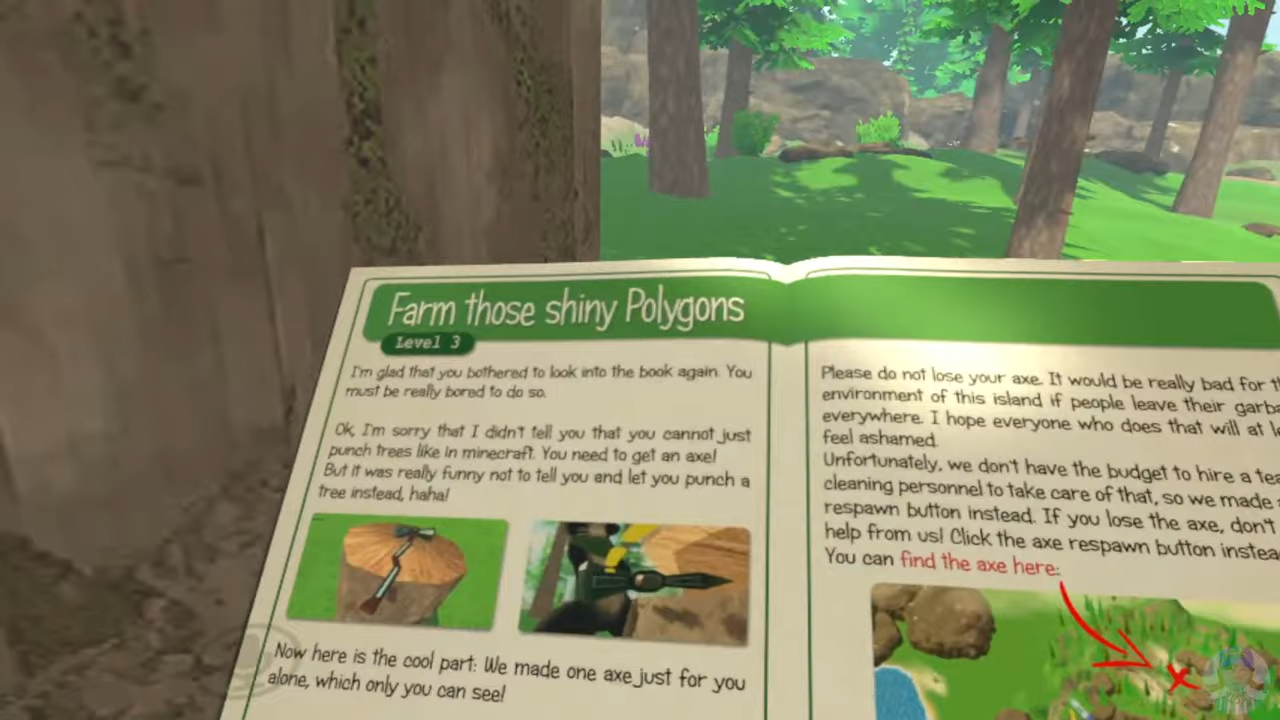 Farm those shiny Polygons
Level 3
I'm glad that you bothered to look into the book again. You
must be really bored to do so.
Ok, I'm sorry that I didn't tell you that you cannot just
punch trees like in minecraft. You need to get an axe!
But it was really funny not to tell you and let you punch a
tree instead, haha!
Now here is the cool part: We made one axe just for you
alone, which only you can see!
Please do not lose your axe. It would be really bad for
environment of this island if people leave their
everywhere. I hope everyone who does that will at
feel ashamed.
Unfortunately, we don't have the budget to hire a
cleaning personnel to take care of that, so we made
respawn button instead. If you lose the axe, don't
help from us! Click the axe respawn button
You can find the axe here: